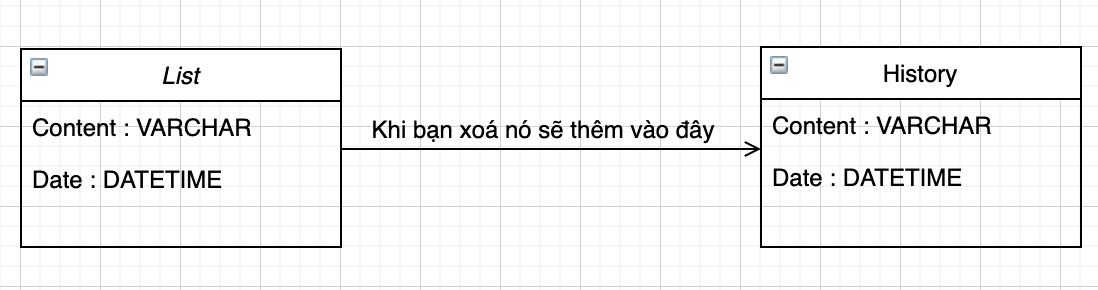 List
Content : VARCHAR
Date : DATETIME
Khi bạn xoá nó sẽ thêm vào đây
History
Content : VARCHAR
Date : DATETIME